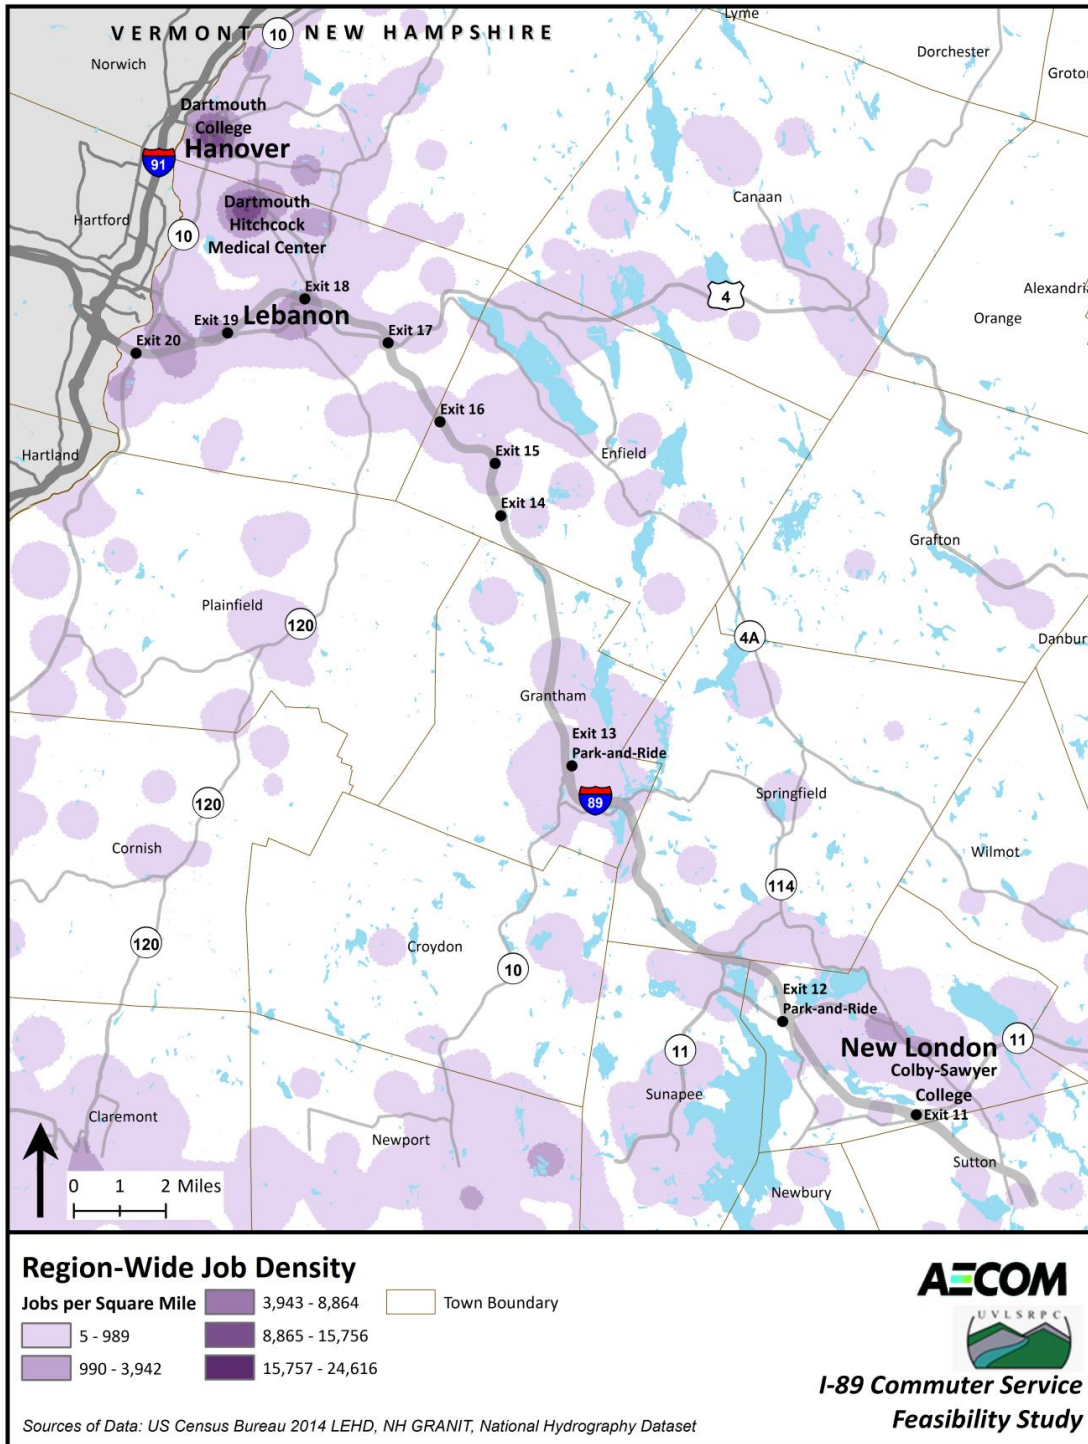 VERMONT 10 NEW HAMPSHIRE
Lyme
Norwich
Dorchester
Groton
Dartmouth
College
Hanover
91
Canaan
Hartford
Dartmouth
Hitchcock
Medical Center
10
Exit 18
4
Alexandria
Exit 19
Lebanon
Orange
Exit 20
Exit 17
Exit 16
Hartland
Exit 15
Enfield
Exit 14
Grafton
Plainfield
120
4A
Danbur
Grantham
Exit 13
Park-and-Ride
89
Springfield
120
Cornish
Wilmot
114
120
Croydon
10
Exit 12
Park-and-Ride
11
New London
11
Colby-Sawyer
College
Sunapee
Exit 11
Claremont
Newport
Sutton
Newbury
0 1 2 Miles
Region-Wide Job Density
Jobs per Square Mile
5 - 989
990 - 3,942
3,943 - 8,864
8,865 - 15,756
15,757 - 24,616
Town Boundary
AECOM
UVLSRPC
I-89 Commuter Service
Feasibility Study
Sources of Data: US Census Bureau 2014 LEHD, NH GRANIT, National Hydrography Dataset